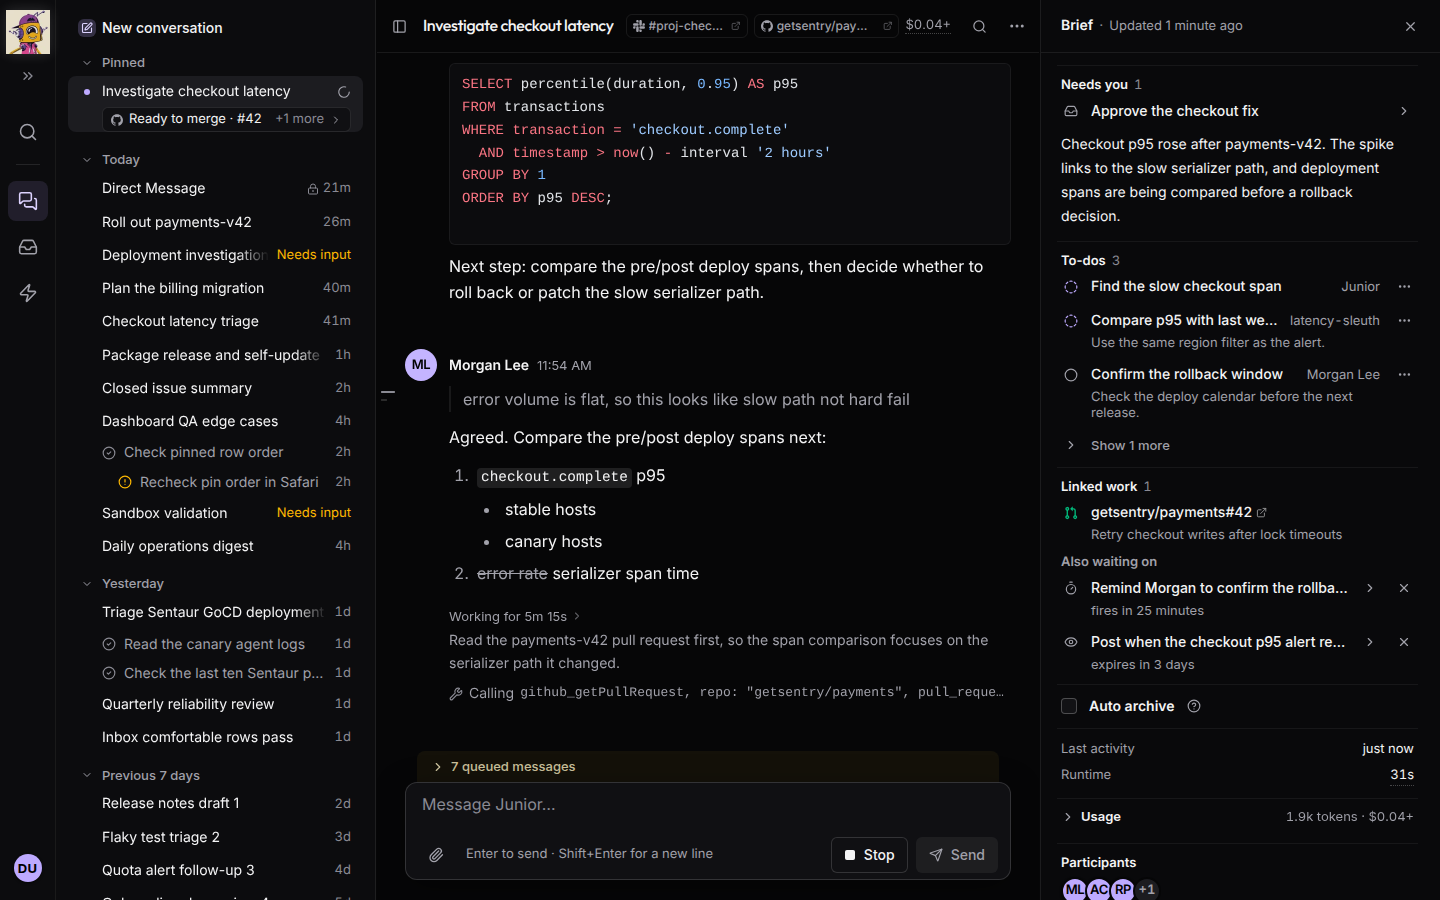 New conversation
Pinned
Investigate checkout latency
Ready to merge · #42 +1 more
Today
Direct Message 21m
Roll out payments-v42 26m
Deployment investigation Needs input
Plan the billing migration 40m
Checkout latency triage 41m
Package release and self-update 1h
Closed issue summary 2h
Dashboard QA edge cases 4h
Check pinned row order 2h
Recheck pin order in Safari 2h
Sandbox validation Needs input
Daily operations digest 4h
Yesterday
Triage Sentaur GoCD deployment 1d
Read the canary agent logs 1d
Check the last ten Sentaur p... 1d
Quarterly reliability review 1d
Inbox comfortable rows pass 1d
Previous 7 days
Release notes draft 1 2d
Flaky test triage 2 3d
Quota alert follow-up 3 4d
DU
Investigate checkout latency #proj-chec... getsentry/pay... $0.04+
SELECT percentile(duration, 0.95) AS p95
FROM transactions
WHERE transaction = 'checkout.complete'
AND timestamp > now() - interval '2 hours'
GROUP BY 1
ORDER BY p95 DESC;
Next step: compare the pre/post deploy spans, then decide whether to
roll back or patch the slow serializer path.
ML Morgan Lee 11:54 AM
error volume is flat, so this looks like slow path not hard fail
Agreed. Compare the pre/post deploy spans next:
1. checkout.complete p95
• stable hosts
• canary hosts
2. error rate serializer span time
Working for 5m 15s
Read the payments-v42 pull request first, so the span comparison focuses on the
serializer path it changed.
Calling github_getPullRequest, repo: "getsentry/payments", pull_reque…
7 queued messages
Message Junior...
Enter to send · Shift+Enter for a new line Stop Send
Brief · Updated 1 minute ago
Needs you 1
Approve the checkout fix
Checkout p95 rose after payments-v42. The spike
links to the slow serializer path, and deployment
spans are being compared before a rollback
decision.
To-dos 3
Find the slow checkout span Junior
Compare p95 with last we... latency-sleuth
Use the same region filter as the alert.
Confirm the rollback window Morgan Lee
Check the deploy calendar before the next
release.
Show 1 more
Linked work 1
getsentry/payments#42
Retry checkout writes after lock timeouts
Also waiting on
Remind Morgan to confirm the rollba...
fires in 25 minutes
Post when the checkout p95 alert re...
expires in 3 days
Auto archive
Last activity just now
Runtime 31s
Usage 1.9k tokens · $0.04+
Participants
ML AC RP +1